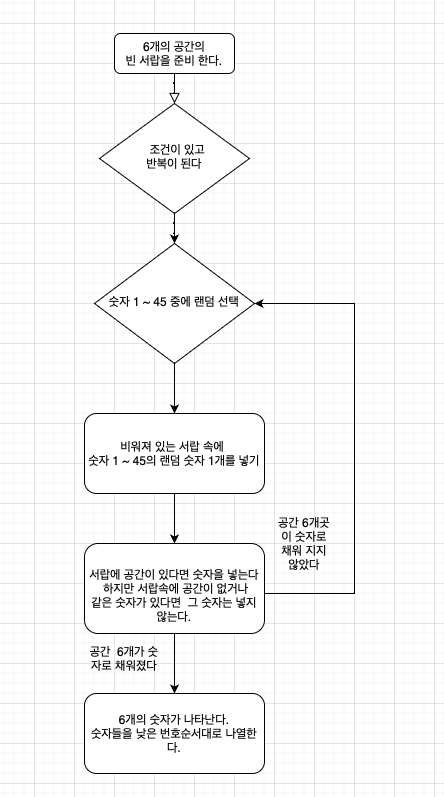 6개의 공간의
빈 서랍을 준비 한다.
조건이 있고
반복이 된다
숫자 1 ~ 45 중에 랜덤 선택
비워져 있는 서랍 속에
숫자 1 ~ 45의 랜덤 숫자 1개를 넣기
공간 6개곳
이 숫자로
채워 지지
않았다
서랍에 공간이 있다면 숫자을 넣는다
하지만 서랍속에 공간이 없거나
같은 숫자가 있다면 그 숫자는 넣지
않는다.
공간 6개가 숫
자로 채워졌다
6개의 숫자가 나타난다.
숫자들을 낮은 번호순서대로 나열한
다.